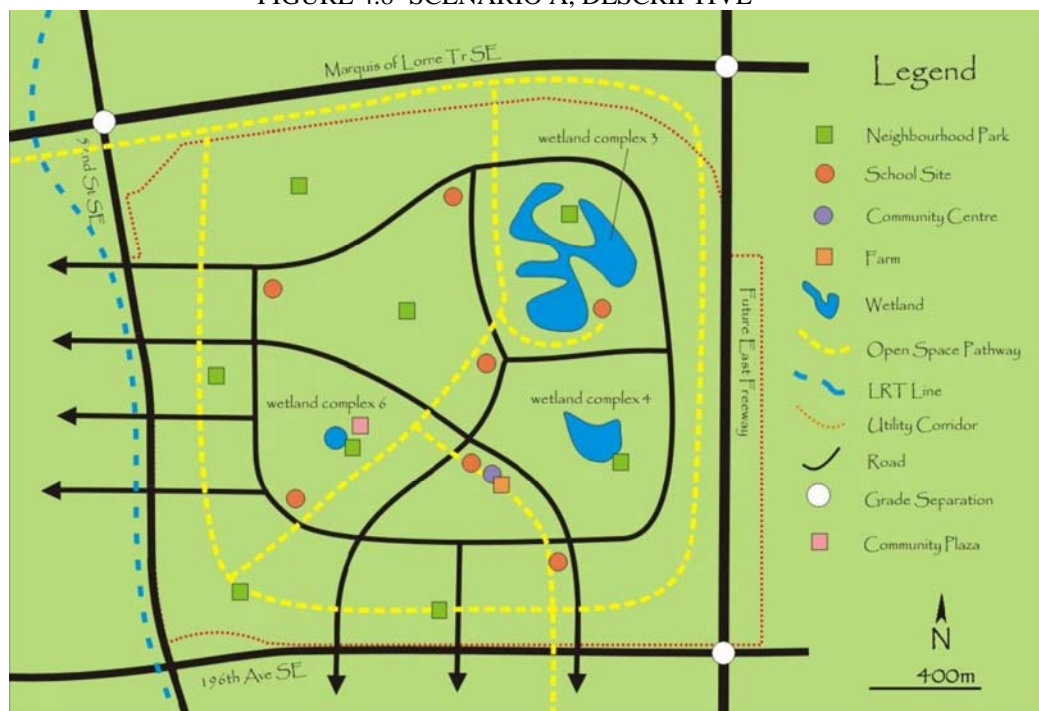 FIGURE 4.8 SCENARIO A, DESCRIPTIVE
Marquis of Lorne Tr SE
52nd St SE
wetland complex 3
wetland complex 6
wetland complex 4
Future East Freeway
196th Ave SE
Legend
Neighbourhood Park
School Site
Community Centre
Farm
Wetland
Open Space Pathway
LRT Line
Utility Corridor
Road
Grade Separation
Community Plaza
N
400m